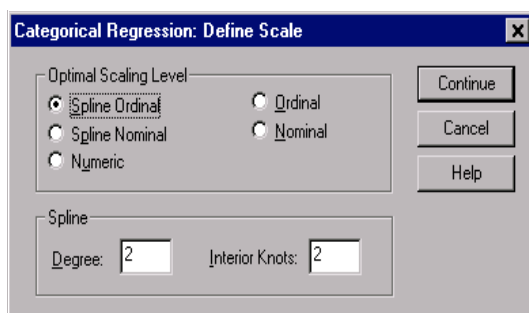 Categorical Regression: Define Scale
Optimal Scaling Level
Spline Ordinal
Ordinal
Spline Nominal
Nominal
Numeric
Continue
Cancel
Help
Spline
Degree: 2
Interior Knots: 2